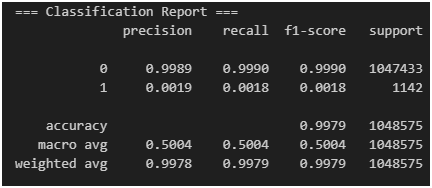 === Classification Report ===
precision recall f1-score support
0 0.9989 0.9990 0.9990 1047433
1 0.0019 0.0018 0.0018 1142
accuracy 0.9979 1048575
macro avg 0.5004 0.5004 0.5004 1048575
weighted avg 0.9978 0.9979 0.9979 1048575